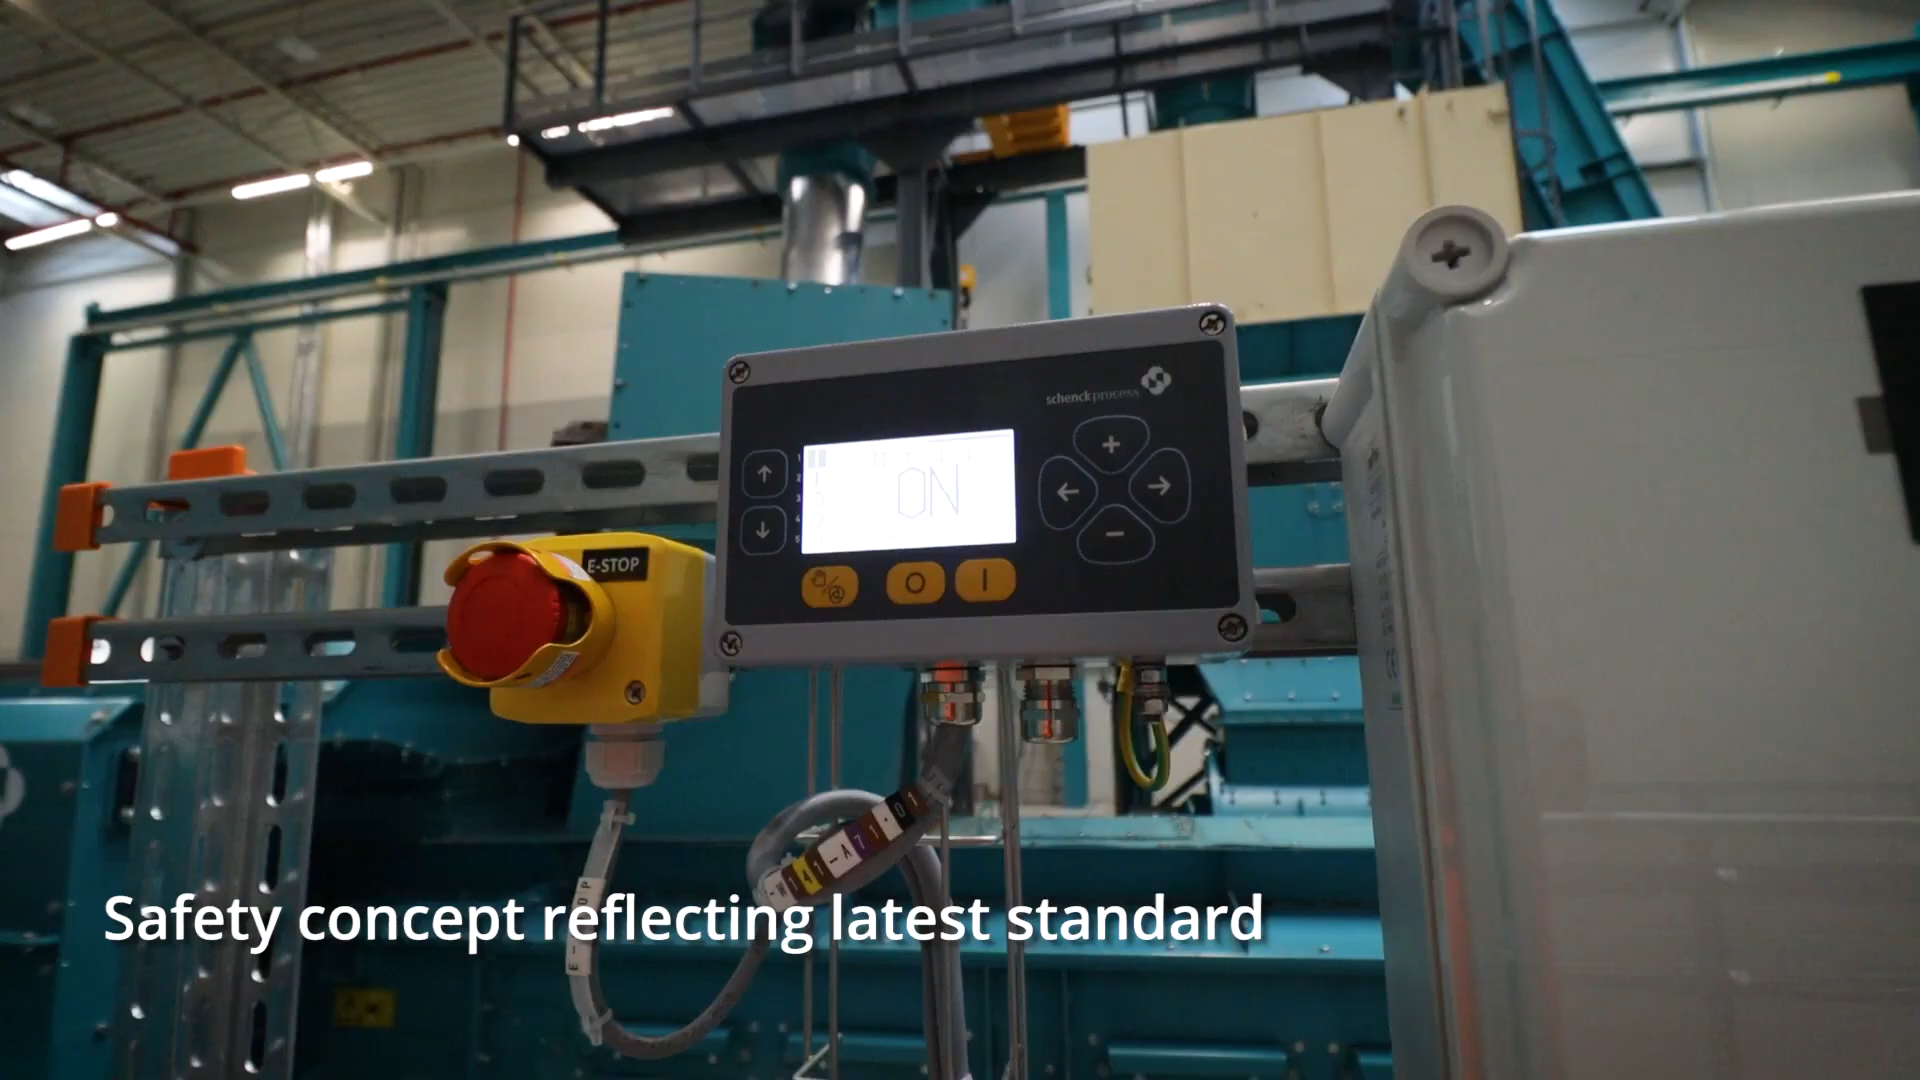 schenckprocess
ON
E-STOP
Safety concept reflecting latest standard